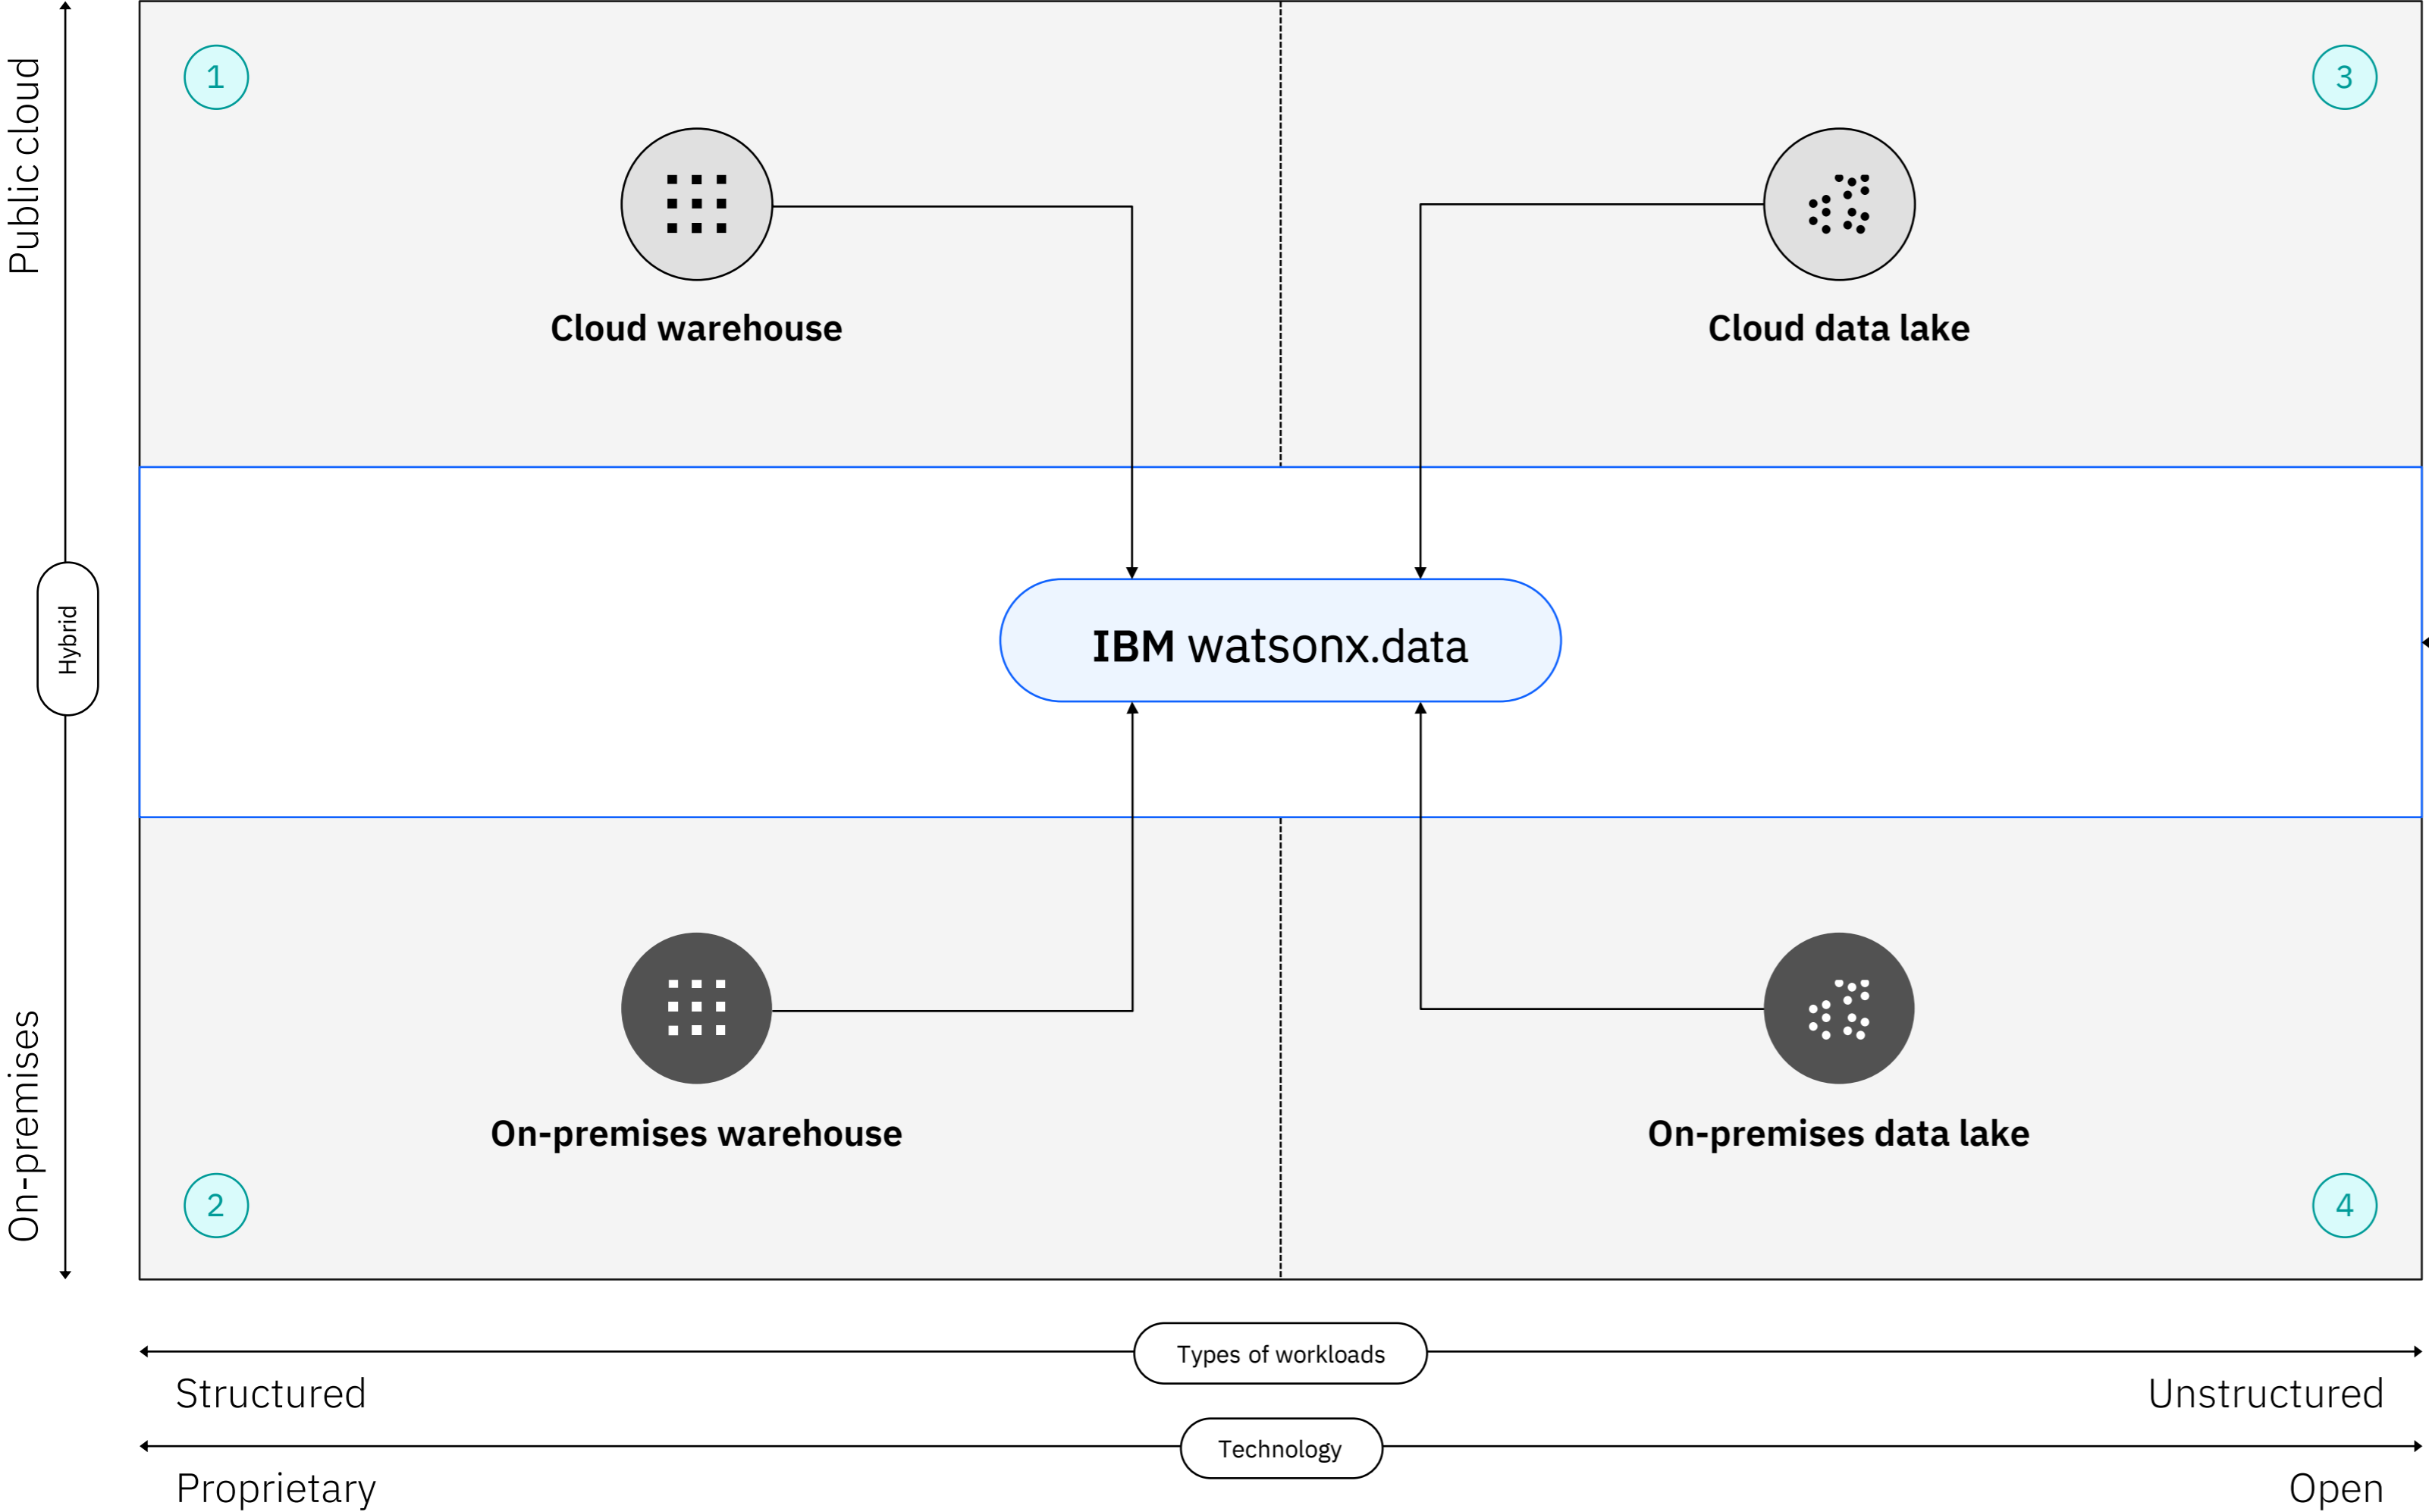 Public cloud
1
3
Cloud warehouse
Cloud data lake
Hybrid
IBM watsonx.data
On-premises
On-premises warehouse
On-premises data lake
2
4
Types of workloads
Structured
Unstructured
Technology
Proprietary
Open